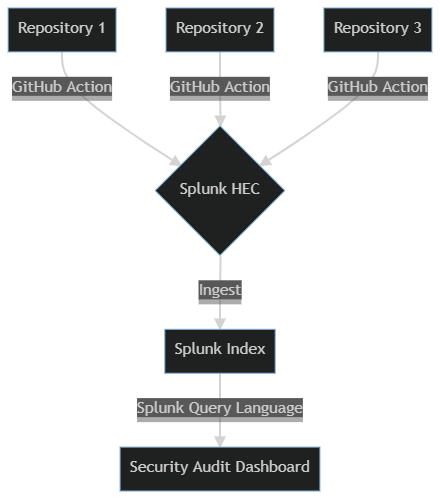 Repository 1
Repository 2
Repository 3
GitHub Action
GitHub Action
GitHub Action
Splunk HEC
Ingest
Splunk Index
Splunk Query Language
Security Audit Dashboard